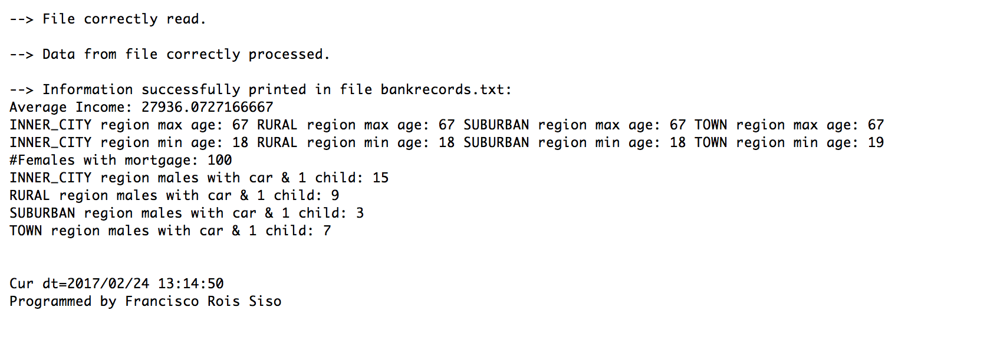 --> File correctly read.
--> Data from file correctly processed.
--> Information successfully printed in file bankrecords.txt:
Average Income: 27936.0727166667
INNER_CITY region max age: 67 RURAL region max age: 67 SUBURBAN region max age: 67 TOWN region max age: 67
INNER_CITY region min age: 18 RURAL region min age: 18 SUBURBAN region min age: 18 TOWN region min age: 19
#Females with mortgage: 100
INNER_CITY region males with car & 1 child: 15
RURAL region males with car & 1 child: 9
SUBURBAN region males with car & 1 child: 3
TOWN region males with car & 1 child: 7
Cur dt=2017/02/24 13:14:50
Programmed by Francisco Rois Siso